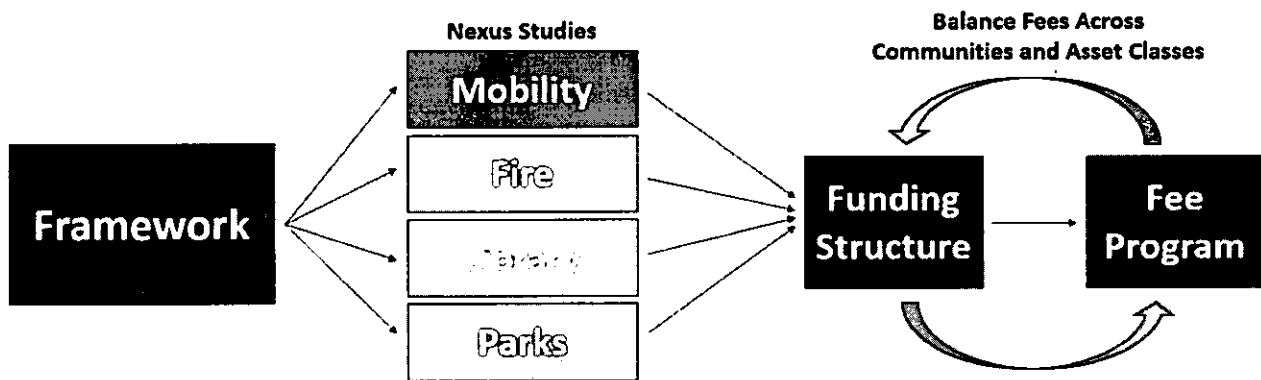 Nexus Studies
Balance Fees Across
Communities and Asset Classes
Mobility
Fire
Framework
Funding
Structure
Fee
Program
Parks